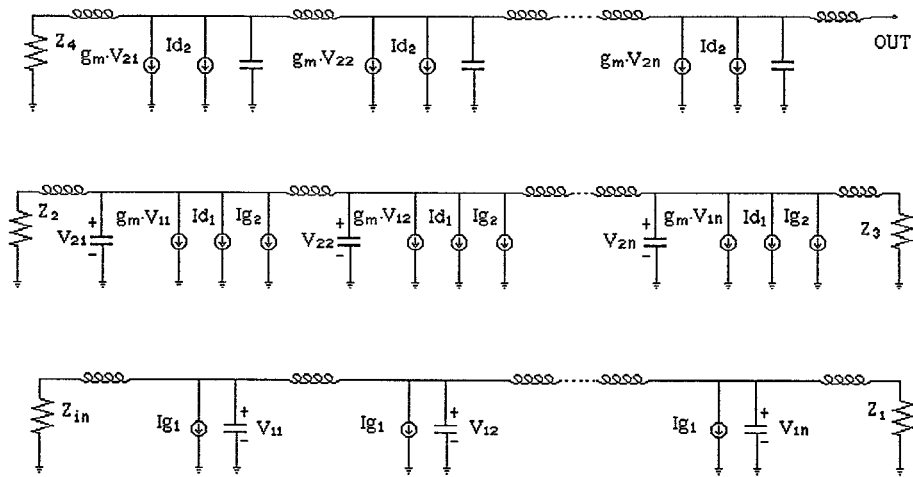 Z4 gm·V21 Id2 gm·V22 Id2 gm·V2n Id2 OUT
Z2 + V21 − gm·V11 Id1 Ig2 + V22 − gm·V12 Id1 Ig2 + V2n − gm·V1n Id1 Ig2 Z3
Zin Ig1 + V11 − Ig1 + V12 − Ig1 + V1n − Z1